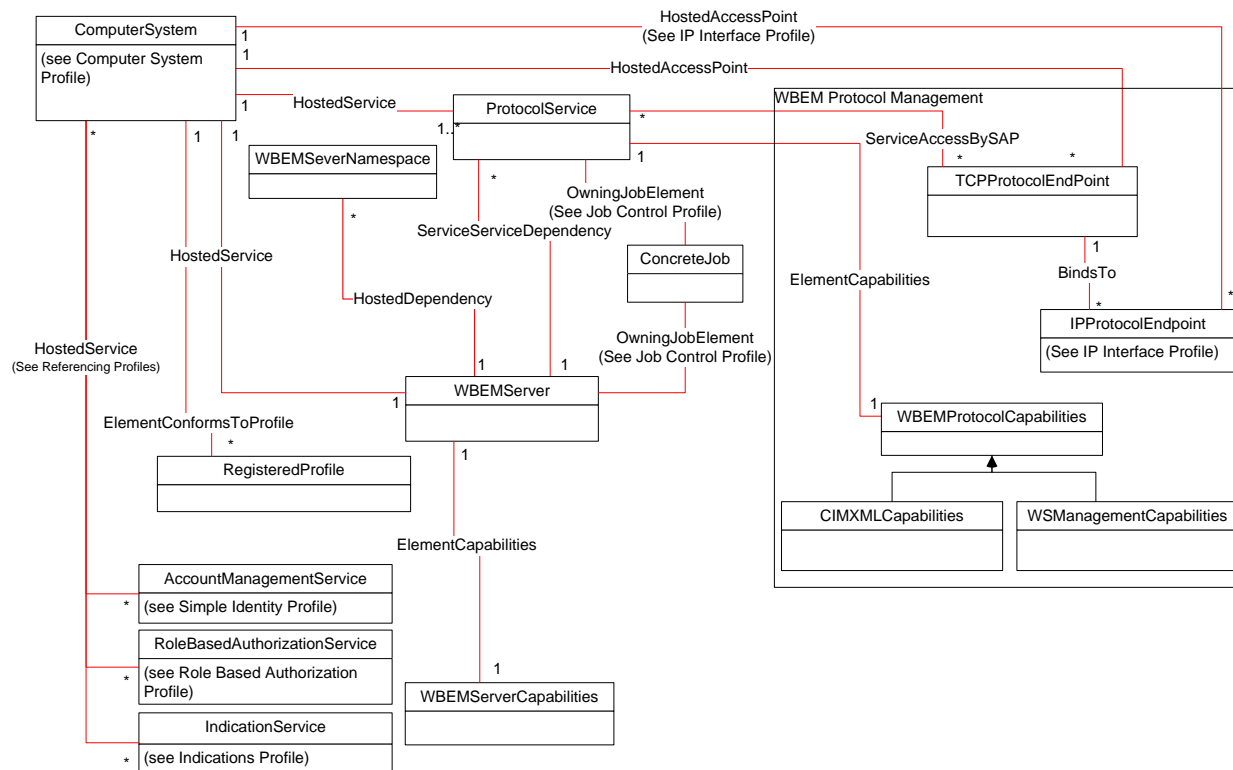 ComputerSystem
(see Computer System
Profile)
HostedAccessPoint
(See IP Interface Profile)
1
1
HostedAccessPoint
1
HostedService
ProtocolService
1..*
*
1
WBEM Protocol Management
ServiceAccessBySAP
*
*
TCPProtocolEndPoint
*
1
1
WBEMSeverNamespace
*
*
OwningJobElement
(See Job Control Profile)
ServiceServiceDependency
ConcreteJob
HostedService
ElementCapabilities
1
BindsTo
*
*
IPProtocolEndpoint
(See IP Interface Profile)
HostedDependency
OwningJobElement
(See Job Control Profile)
HostedService
(See Referencing Profiles)
1
1
WBEMServer
1
1
1
WBEMProtocolCapabilities
ElementConformsToProfile
*
RegisteredProfile
CIMXMLCapabilities
WSManagementCapabilities
ElementCapabilities
AccountManagementService
(see Simple Identity Profile)
*
RoleBasedAuthorizationService
(see Role Based Authorization
Profile)
*
1
WBEMServerCapabilities
IndicationService
(see Indications Profile)
*